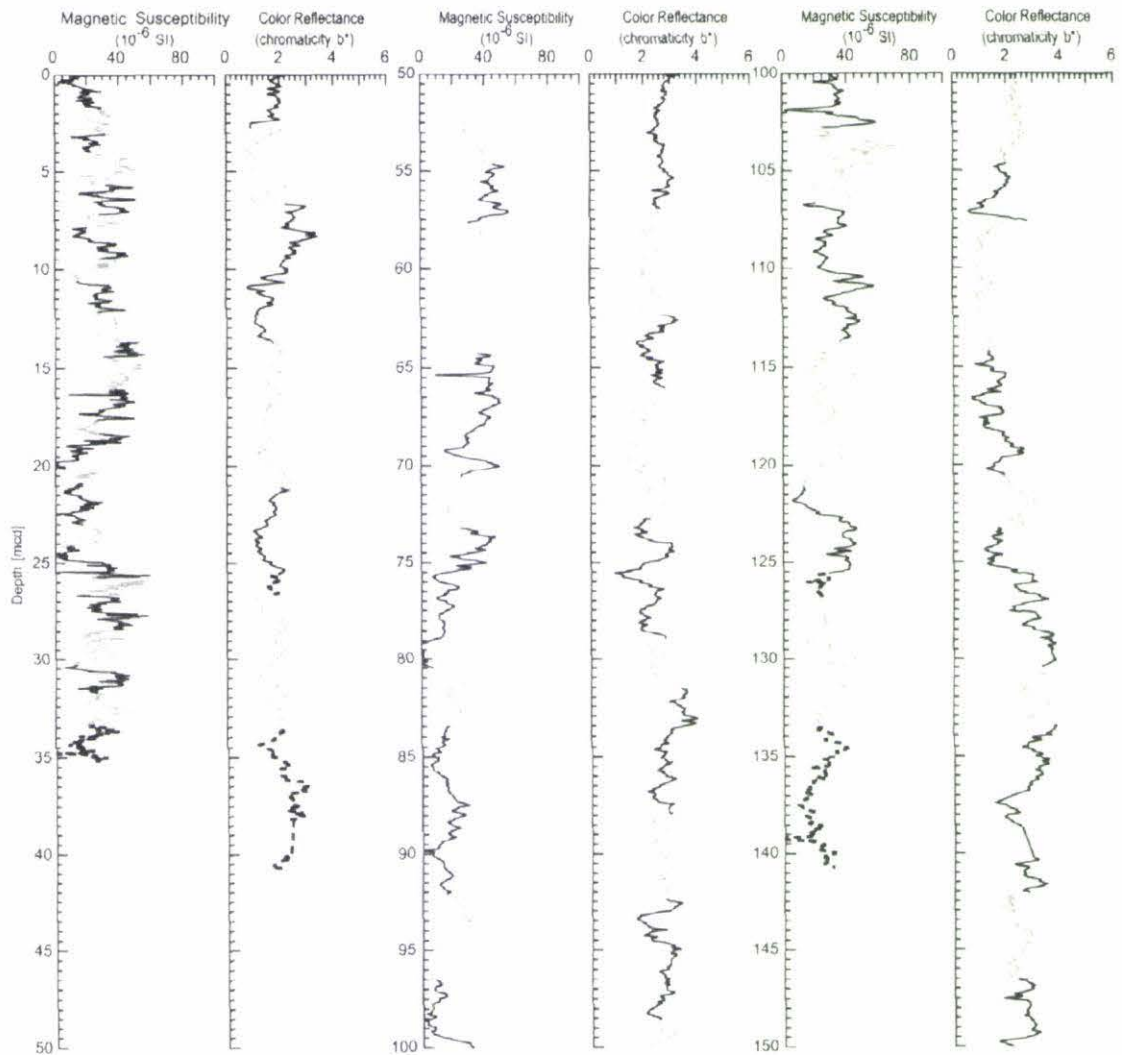 Magnetic Susceptibility
(10⁻⁶ SI)
0 40 80
Color Reflectance
(chromaticity b*)
0 2 4 6
Magnetic Susceptibility
(10⁻⁶ SI)
0 40 80
Color Reflectance
(chromaticity b*)
0 2 4 6
Magnetic Susceptibility
(10⁻⁶ SI)
0 40 80
Color Reflectance
(chromaticity b*)
0 2 4 6
Depth [mcd]
0
5
10
15
20
25
30
35
40
45
50
50
55
60
65
70
75
80
85
90
95
100
100
105
110
115
120
125
130
135
140
145
150